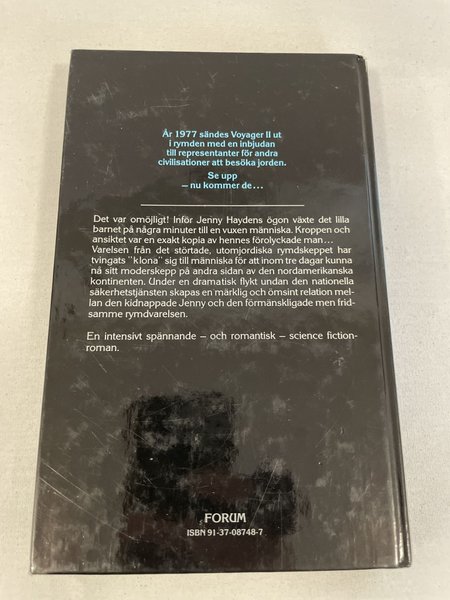 År 1977 sändes Voyager II ut
i rymden med en inbjudan
till representanter för andra
civilisationer att besöka jorden.
Se upp
– nu kommer de...
Det var omöjligt! Inför Jenny Haydens ögon växte det lilla
barnet på några minuter till en vuxen människa. Kroppen och
ansiktet var en exakt kopia av hennes förolyckade man...
Varelsen från det störtade, utomjordiska rymdskeppet har
tvingats "klona" sig till människa för att inom tre dagar kunna
nå sitt moderskepp på andra sidan av den nordamerikanska
kontinenten. Under en dramatisk flykt undan den nationella
säkerhetstjänsten skapas en märklig och ömsint relation mel-
lan den kidnappade Jenny och den förmänskligade men frid-
samme rymdvarelsen.
En intensivt spännande – och romantisk – science fiction-
roman.
FORUM
ISBN 91-37-08748-7